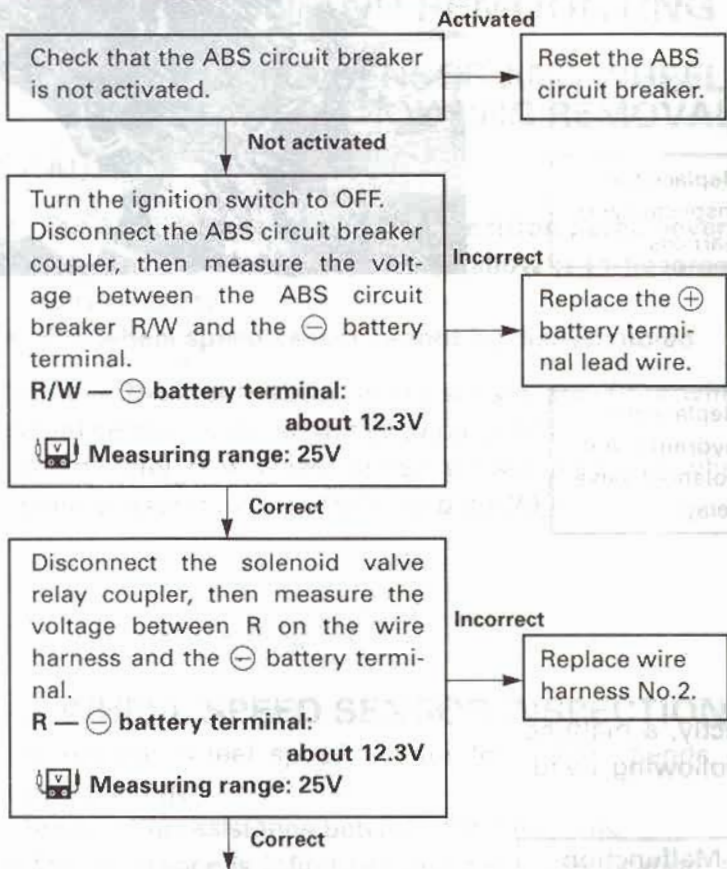 Activated
Check that the ABS circuit breaker
is not activated.
Reset the ABS
circuit breaker.
Not activated
Turn the ignition switch to OFF.
Disconnect the ABS circuit breaker
coupler, then measure the volt-
age between the ABS circuit
breaker R/W and the ⊖ battery
terminal.
R/W — ⊖ battery terminal:
about 12.3V
V Measuring range: 25V
Incorrect
Replace the ⊕
battery termi-
nal lead wire.
Correct
Disconnect the solenoid valve
relay coupler, then measure the
voltage between R on the wire
harness and the ⊖ battery termi-
nal.
R — ⊖ battery terminal:
about 12.3V
V Measuring range: 25V
Incorrect
Replace wire
harness No.2.
Correct